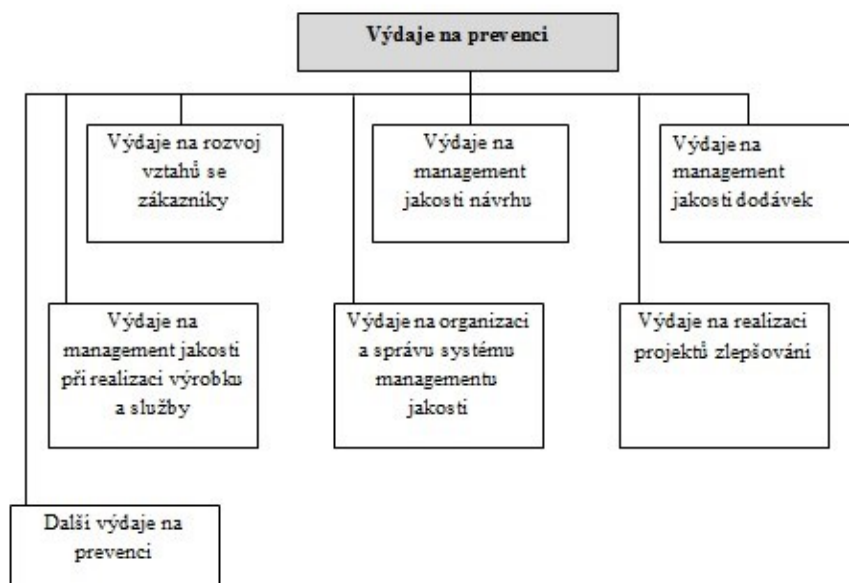 Výdaje na prevenci
Výdaje na rozvoj
vztahů se
zákazníky
Výdaje na
management
jakosti návrhu
Výdaje na
management
jakosti dodávek
Výdaje na
management jakosti
při realizaci výrobku
a služby
Výdaje na organizaci
a správu systému
managementu
jakosti
Výdaje na realizaci
projektů zlepšování
Další výdaje na
prevenci